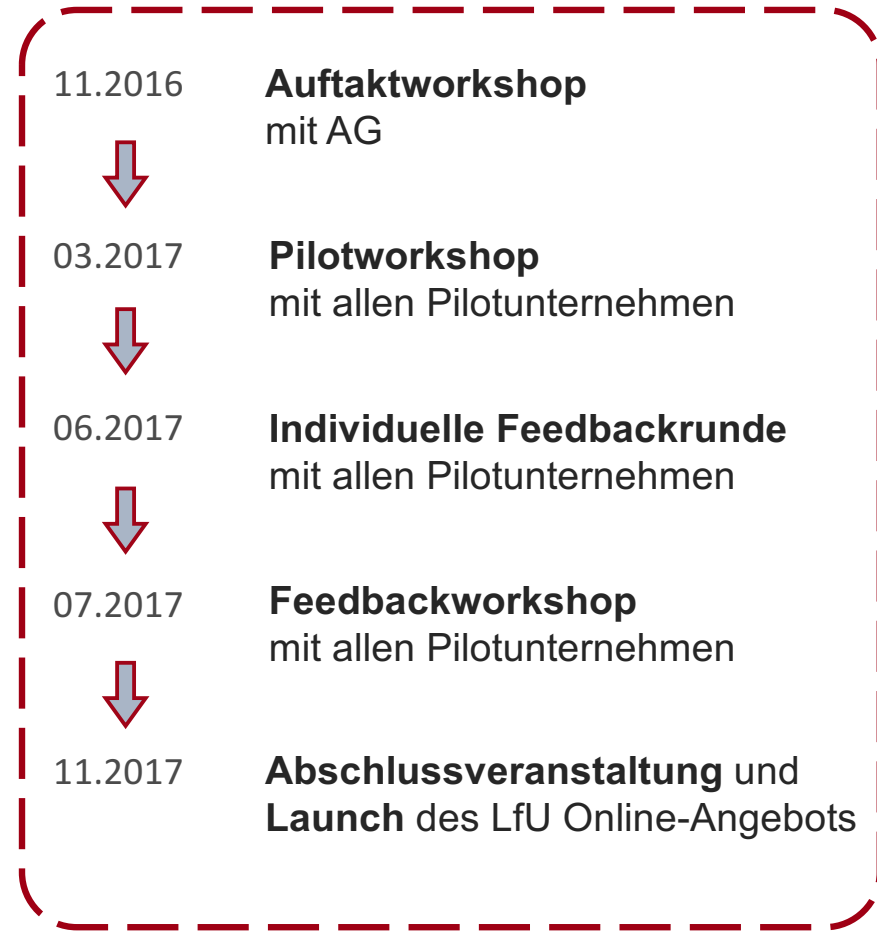 11.2016 Auftaktworkshop
mit AG
03.2017 Pilotworkshop
mit allen Pilotunternehmen
06.2017 Individuelle Feedbackrunde
mit allen Pilotunternehmen
07.2017 Feedbackworkshop
mit allen Pilotunternehmen
11.2017 Abschlussveranstaltung und
Launch des LfU Online-Angebots